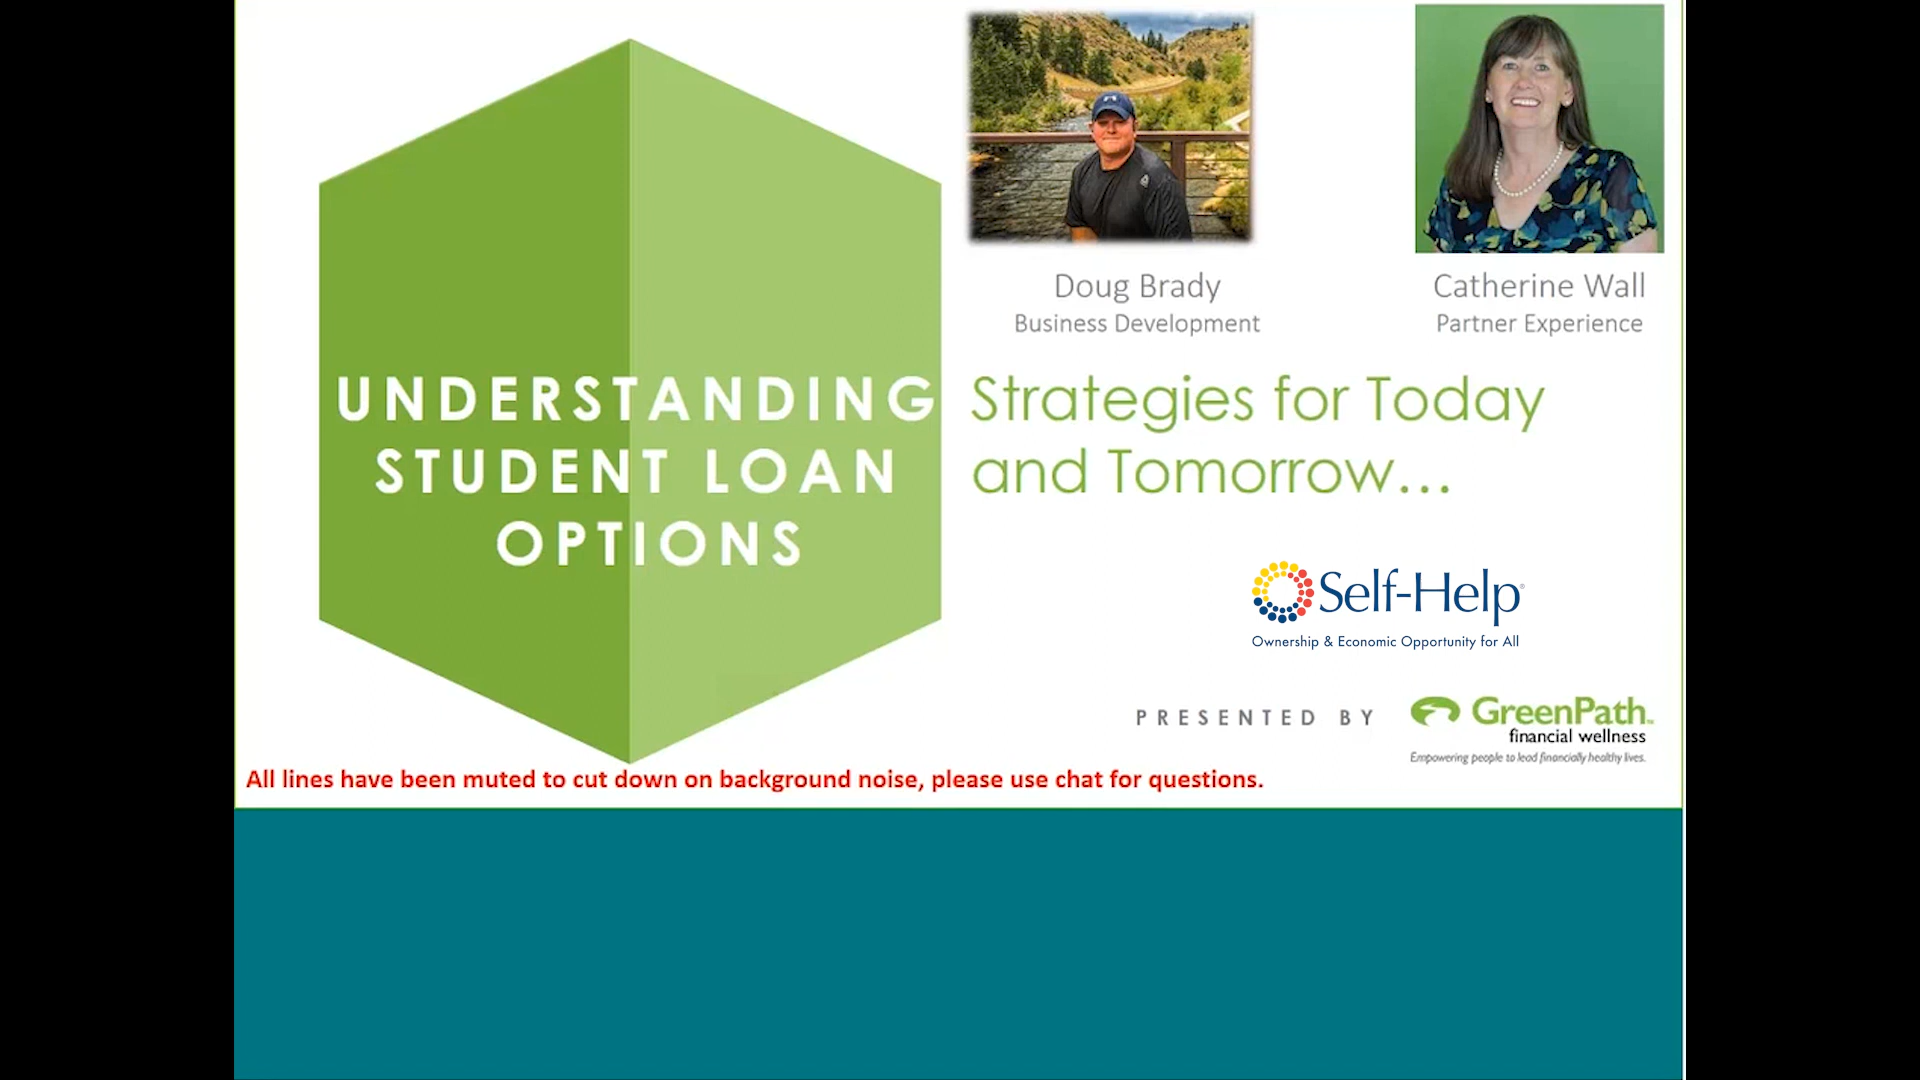 Doug Brady
Business Development
Catherine Wall
Partner Experience
UNDERSTANDING
STUDENT LOAN
OPTIONS
Strategies for Today
and Tomorrow...
Self-Help
Ownership & Economic Opportunity for All
PRESENTED BY
GreenPath
financial wellness
Empowering people to lead financially healthy lives.
All lines have been muted to cut down on background noise, please use chat for questions.